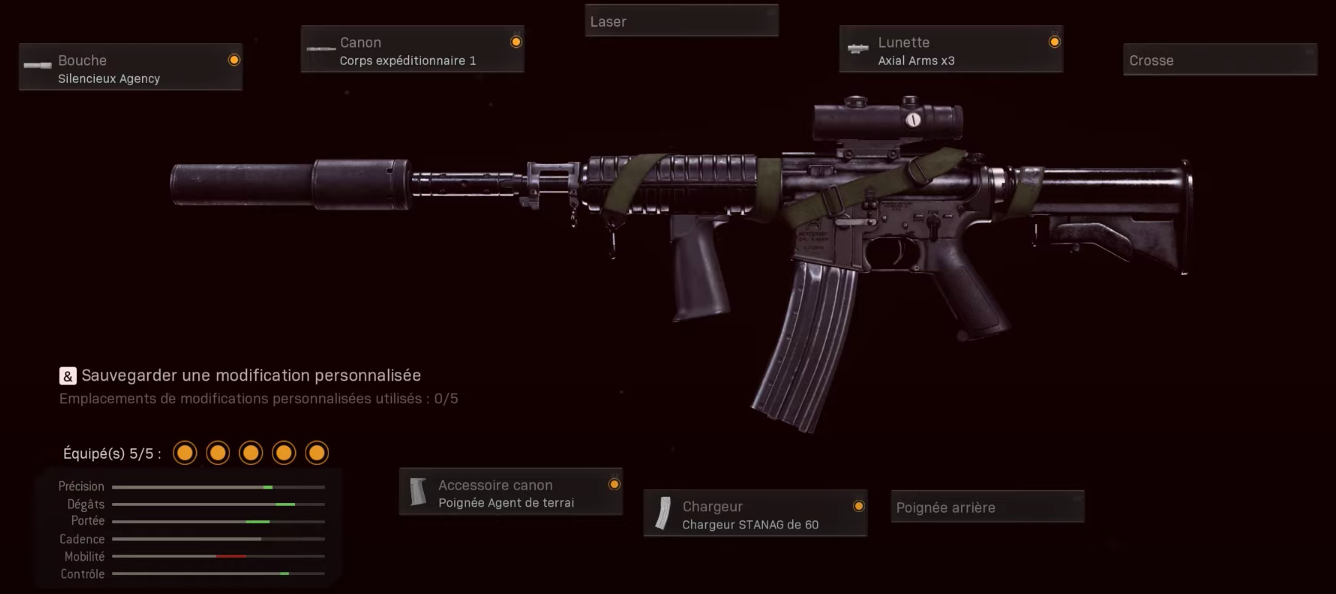 Laser
Canon
Corps expéditionnaire 1
Lunette
Axial Arms x3
Bouche
Silencieux Agency
Crosse
& Sauvegarder une modification personnalisée
Emplacements de modifications personnalisées utilisés : 0/5
Équipé(s) 5/5 :
Précision
Dégâts
Portée
Cadence
Mobilité
Contrôle
Accessoire canon
Poignée Agent de terrai
Chargeur
Chargeur STANAG de 60
Poignée arrière